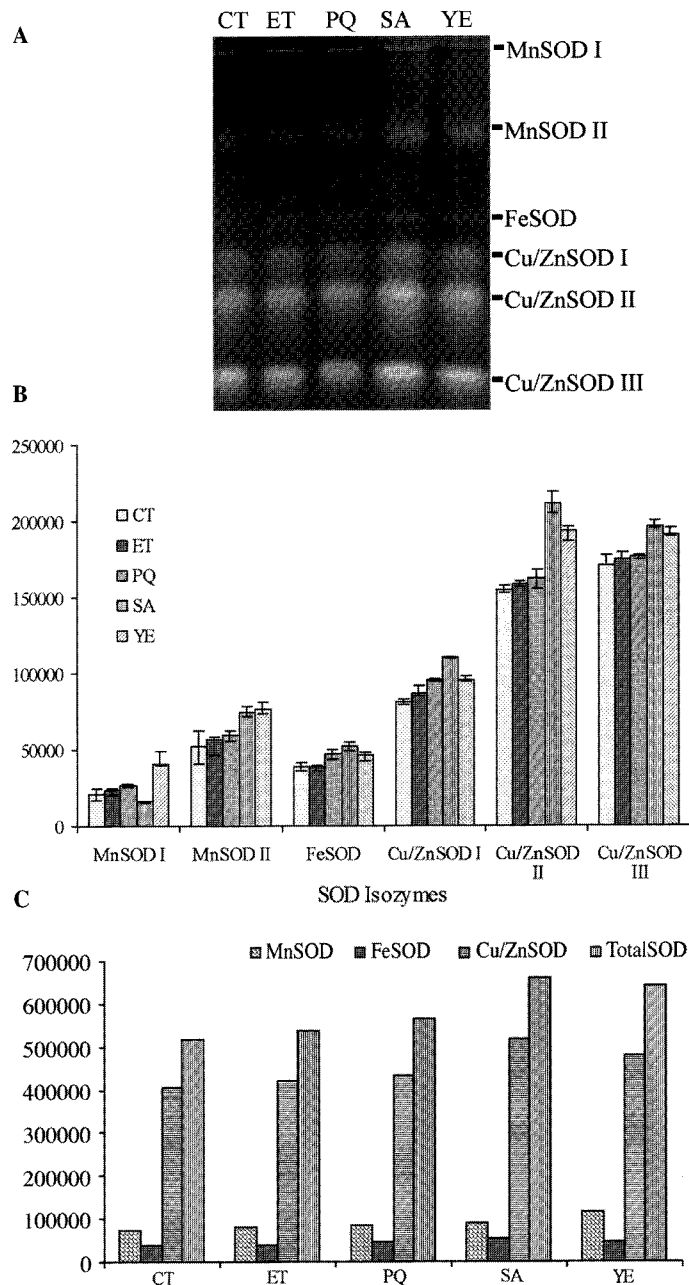 A
CT ET PQ SA YE
MnSOD I
MnSOD II
FeSOD
Cu/ZnSOD I
Cu/ZnSOD II
Cu/ZnSOD III
B
250000
200000
150000
100000
50000
0
CT
ET
PQ
SA
YE
MnSOD I MnSOD II FeSOD Cu/ZnSOD I Cu/ZnSOD II Cu/ZnSOD III
SOD Isozymes
C
MnSOD FeSOD Cu/ZnSOD TotalSOD
700000
600000
500000
400000
300000
200000
100000
0
CT ET PQ SA YE